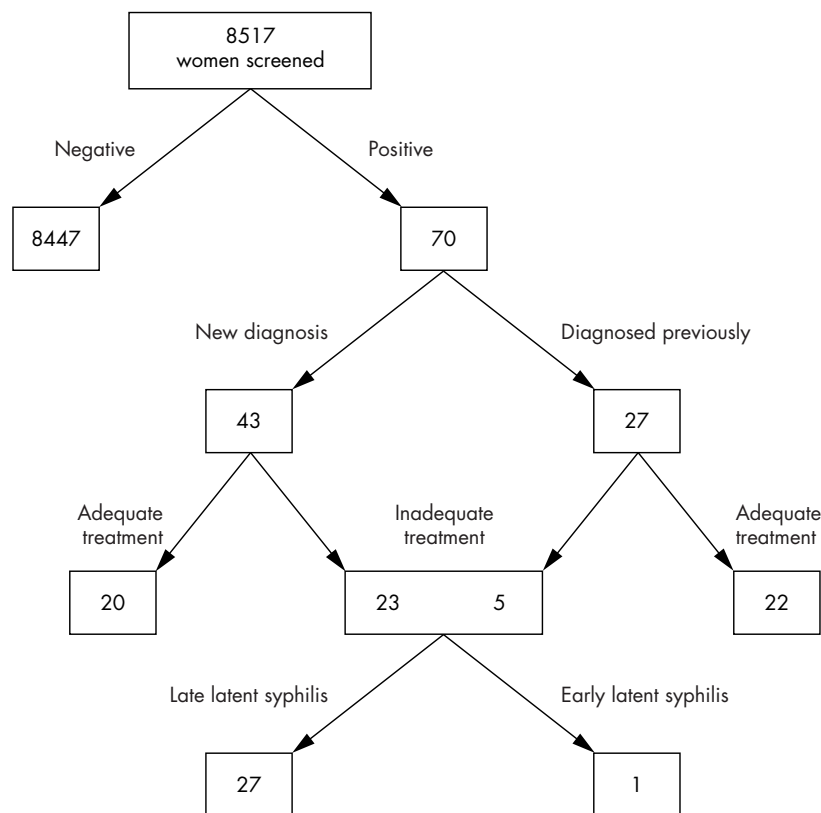 8517
women screened
Negative
Positive
8447
70
New diagnosis
Diagnosed previously
43
27
Adequate
treatment
Inadequate
treatment
Adequate
treatment
20
23 5
22
Late latent syphilis
Early latent syphilis
27
1